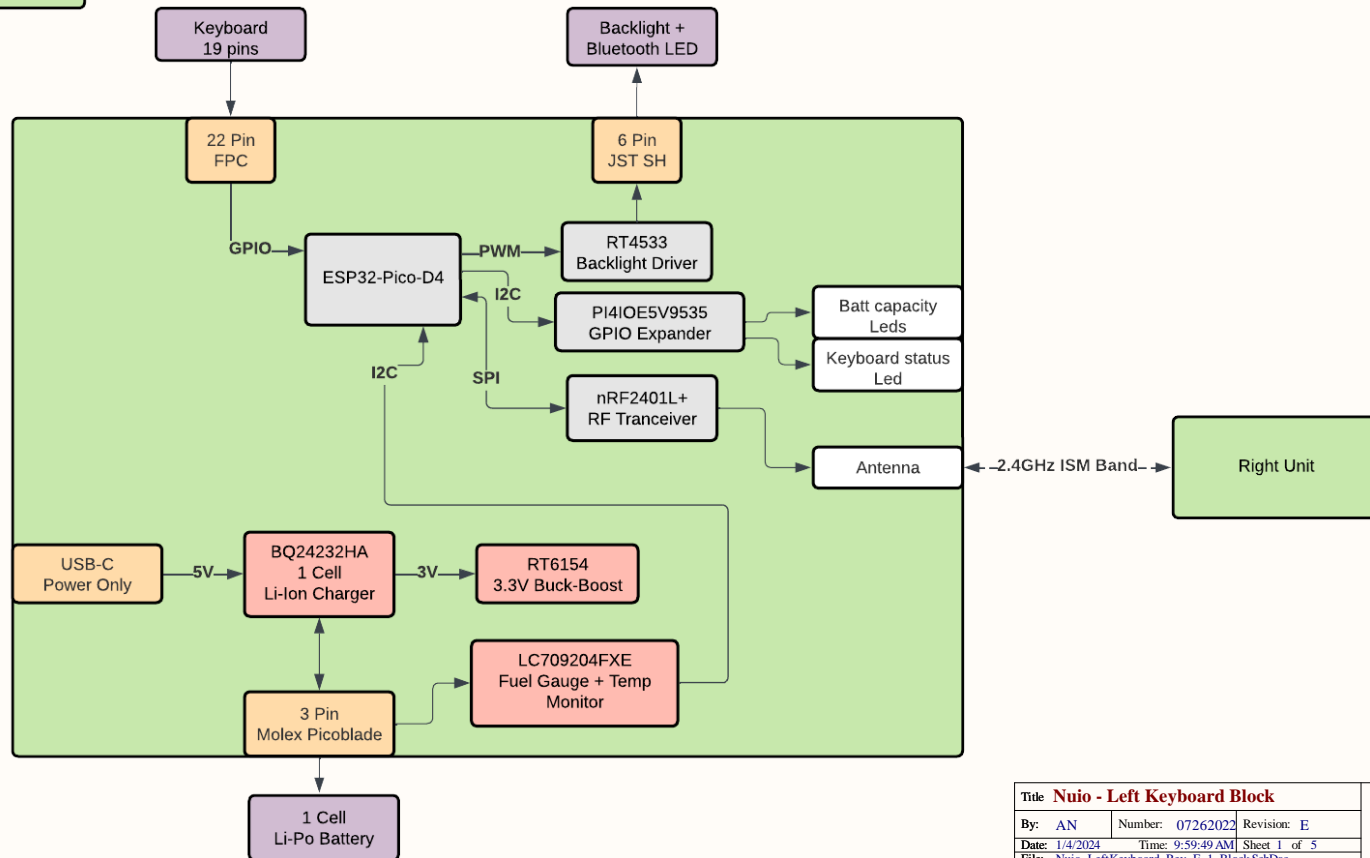 Keyboard
19 pins
Backlight +
Bluetooth LED
22 Pin
FPC
6 Pin
JST SH
GPIO
ESP32-Pico-D4
PWM
RT4533
Backlight Driver
I2C
PI4IOE5V9535
GPIO Expander
Batt capacity
Leds
Keyboard status
Led
I2C
SPI
nRF2401L+
RF Tranceiver
Antenna
2.4GHz ISM Band
Right Unit
USB-C
Power Only
5V
BQ24232HA
1 Cell
Li-Ion Charger
3V
RT6154
3.3V Buck-Boost
LC709204FXE
Fuel Gauge + Temp
Monitor
3 Pin
Molex Picoblade
1 Cell
Li-Po Battery
Title Nuio - Left Keyboard Block
By: AN Number: 07262022 Revision: E
Date: 1/4/2024 Time: 9:59:49 AM Sheet 1 of 5